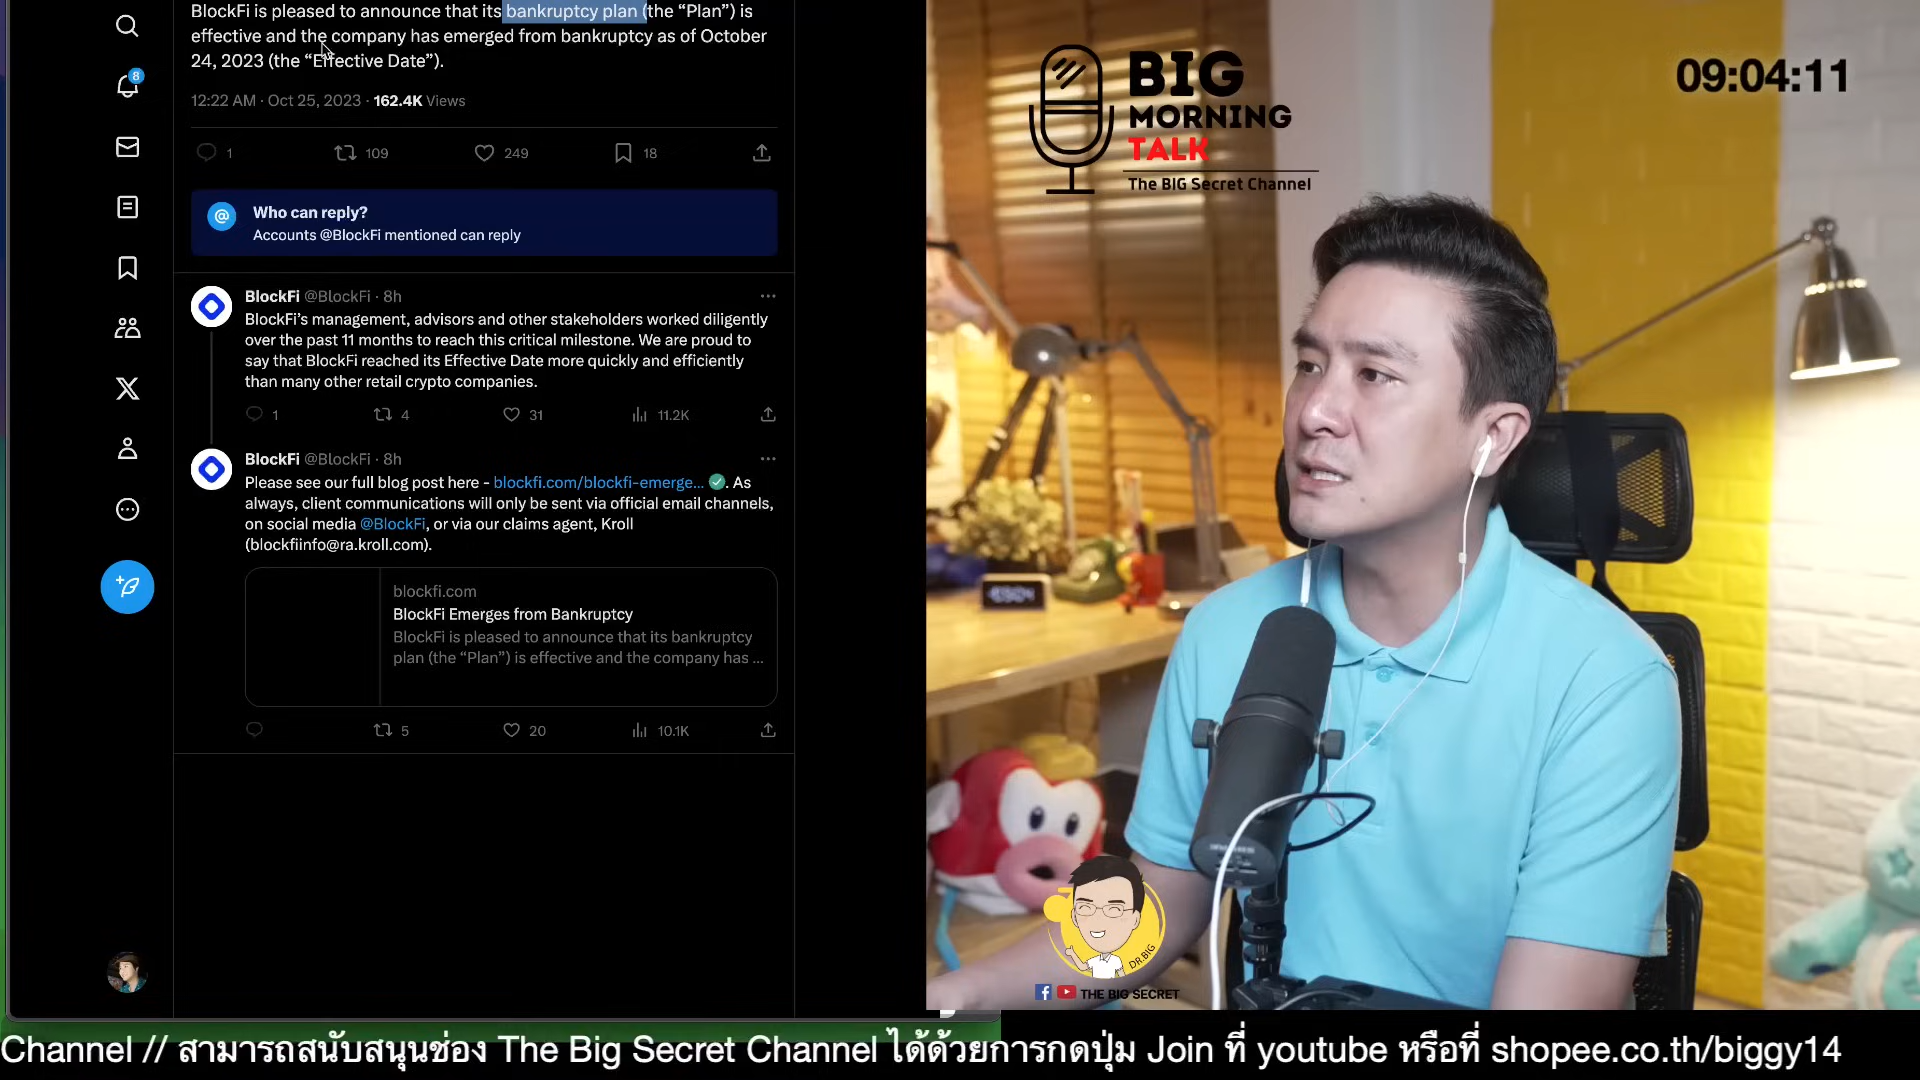 BlockFi is pleased to announce that its bankruptcy plan (the “Plan”) is
effective and the company has emerged from bankruptcy as of October
24, 2023 (the “Effective Date”).
8
12:22 AM · Oct 25, 2023 · 162.4K Views
1 109 249 18
Who can reply?
Accounts @BlockFi mentioned can reply
BlockFi @BlockFi · 8h
BlockFi’s management, advisors and other stakeholders worked diligently
over the past 11 months to reach this critical milestone. We are proud to
say that BlockFi reached its Effective Date more quickly and efficiently
than many other retail crypto companies.
1 4 31 11.2K
BlockFi @BlockFi · 8h
Please see our full blog post here - blockfi.com/blockfi-emerge... . As
always, client communications will only be sent via official email channels,
on social media @BlockFi, or via our claims agent, Kroll
(blockfiinfo@ra.kroll.com).
blockfi.com
BlockFi Emerges from Bankruptcy
BlockFi is pleased to announce that its bankruptcy
plan (the “Plan”) is effective and the company has ...
5 20 10.1K
BIG
MORNING
TALK
The BIG Secret Channel
09:04:11
DR.BIG
THE BIG SECRET
Channel // สามารถสนับสนุนช่อง The Big Secret Channel ได้ด้วยการกดปุ่ม Join ที่ youtube หรือที่ shopee.co.th/biggy14